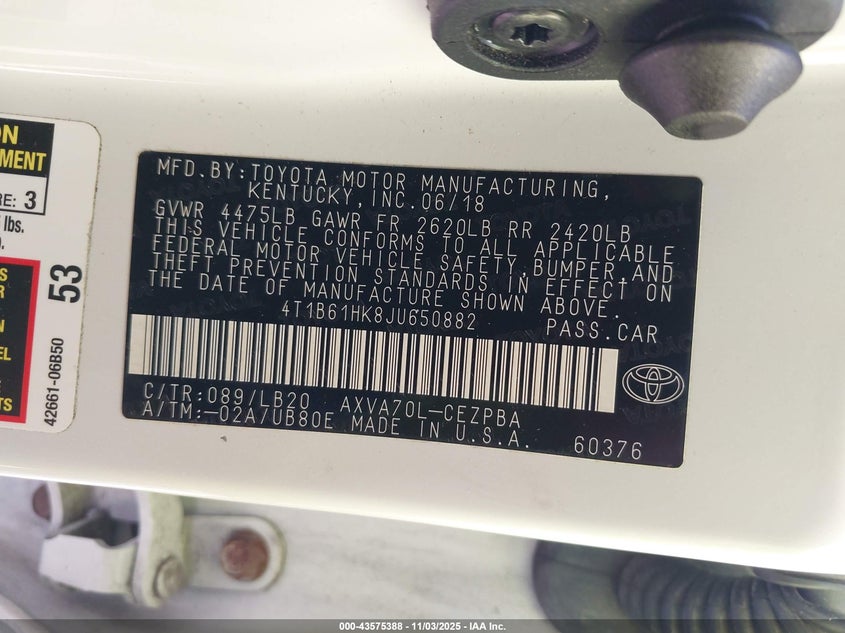 ON
MENT
RE: 3
lbs.
53
42661-06B50
MFD.BY:TOYOTA MOTOR MANUFACTURING,
KENTUCKY, INC. 06/18
GVWR 4475LB GAWR FR 2620LB RR 2420LB
THIS VEHICLE CONFORMS TO ALL APPLICABLE
FEDERAL MOTOR VEHICLE SAFETY,BUMPER,AND
THEFT PREVENTION STANDARDS IN EFFECT ON
THE DATE OF MANUFACTURE SHOWN ABOVE.
4T1B61HK8JU650882 PASS.CAR
C/TR:089/LB20 AXVA70L-CEZPBA
A/TM:-02A/UB80E MADE IN U.S.A. 60376
000-43575388 - 11/03/2025 - IAA Inc.